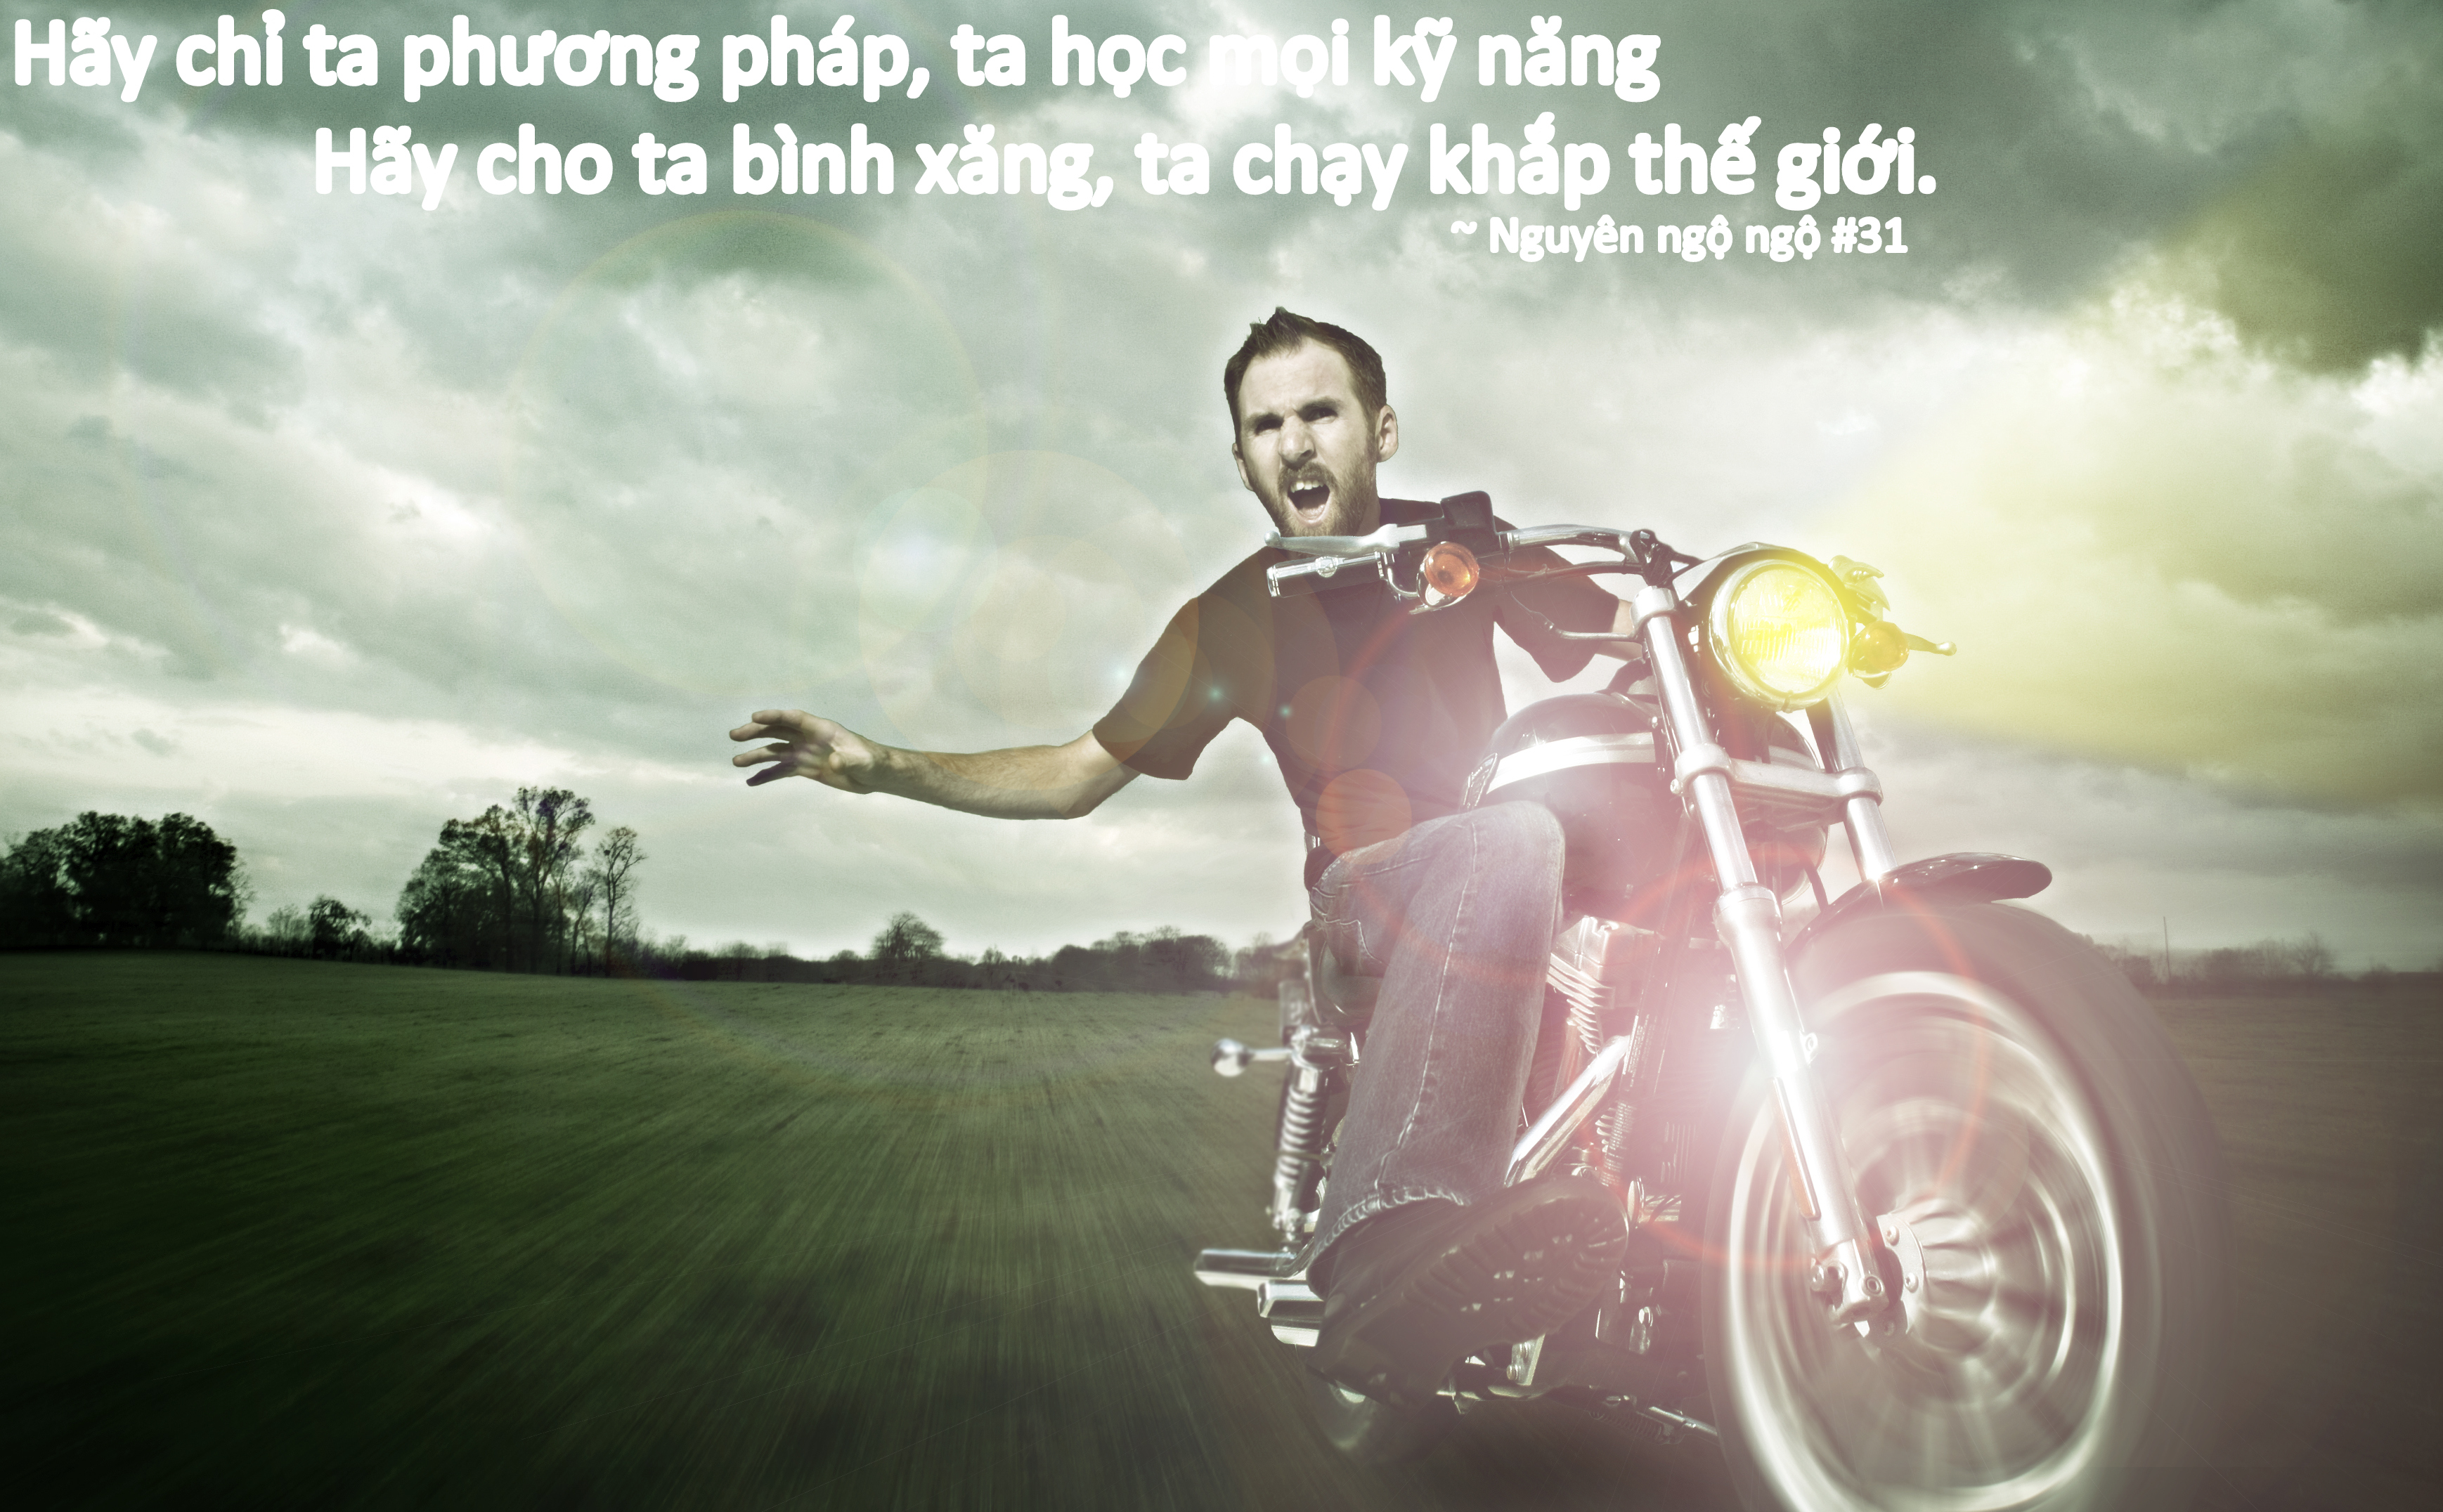 Hãy chỉ ta phương pháp, ta học mọi kỹ năng
Hãy cho ta bình xăng, ta chạy khắp thế giới.
~ Nguyên ngộ ngộ #31